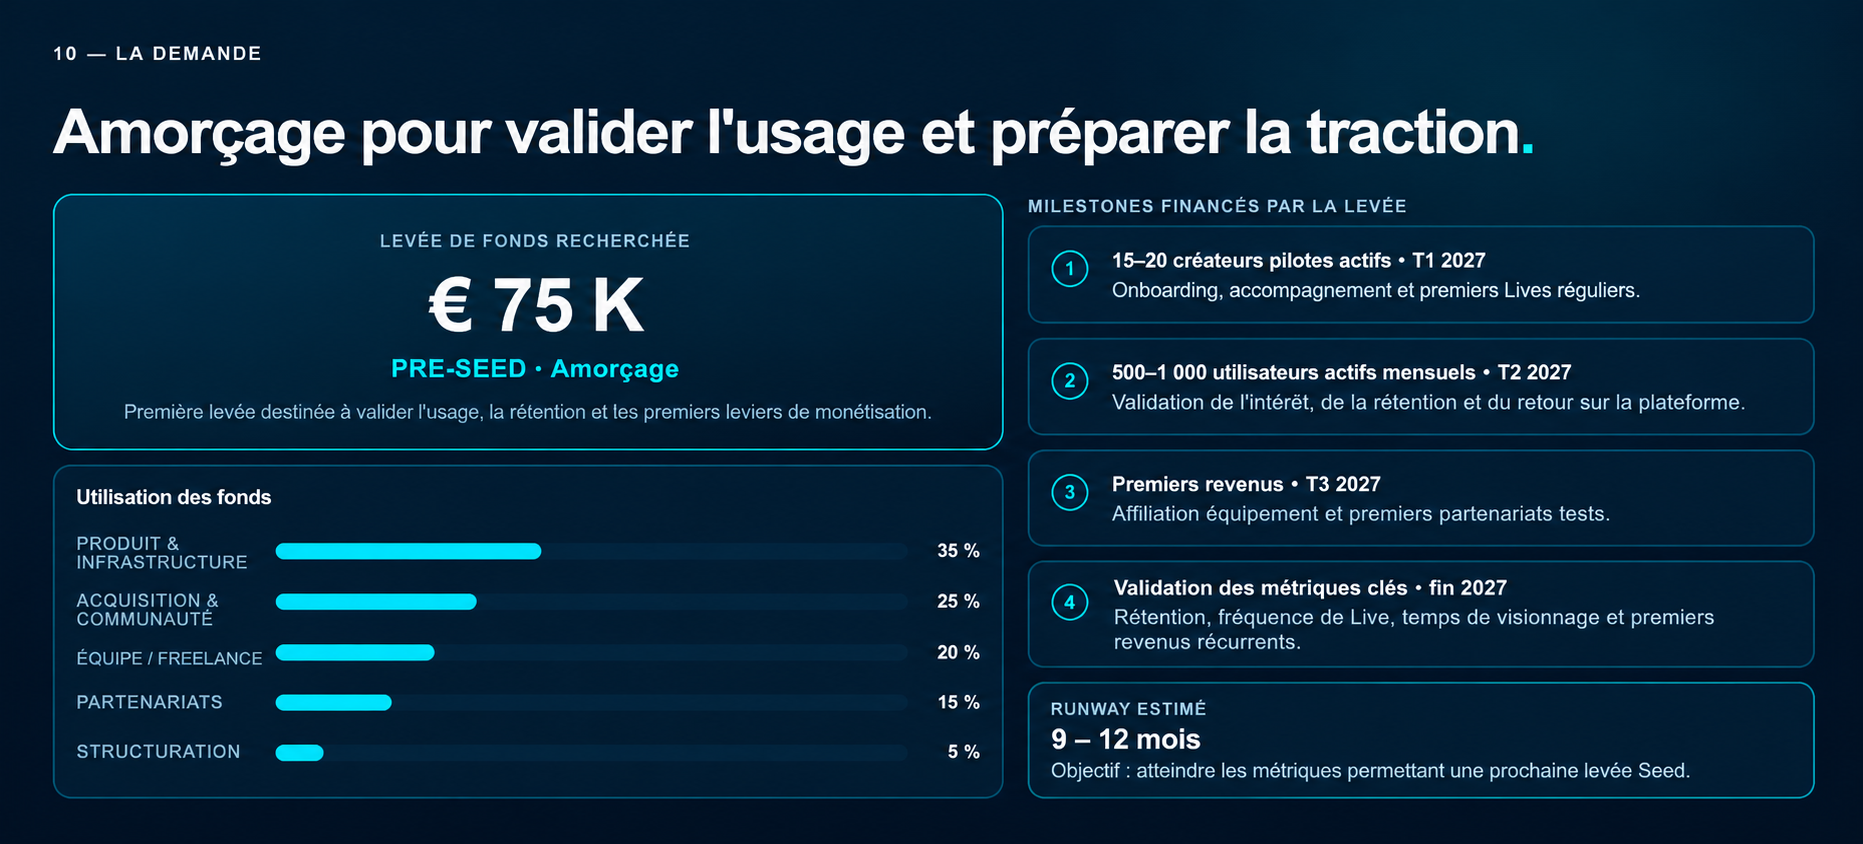 10 — LA DEMANDE
Amorçage pour valider l'usage et préparer la traction.
LEVÉE DE FONDS RECHERCHÉE
€ 75 K
PRE-SEED · Amorçage
Première levée destinée à valider l'usage, la rétention et les premiers leviers de monétisation.
Utilisation des fonds
PRODUIT &
INFRASTRUCTURE
35 %
ACQUISITION &
COMMUNAUTÉ
25 %
ÉQUIPE / FREELANCE
20 %
PARTENARIATS
15 %
STRUCTURATION
5 %
MILESTONES FINANCÉS PAR LA LEVÉE
1
15–20 créateurs pilotes actifs • T1 2027
Onboarding, accompagnement et premiers Lives réguliers.
2
500–1 000 utilisateurs actifs mensuels • T2 2027
Validation de l'intérët, de la rétention et du retour sur la plateforme.
3
Premiers revenus • T3 2027
Affiliation équipement et premiers partenariats tests.
4
Validation des métriques clés • fin 2027
Rétention, fréquence de Live, temps de visionnage et premiers
revenus récurrents.
RUNWAY ESTIMÉ
9 – 12 mois
Objectif : atteindre les métriques permettant une prochaine levée Seed.